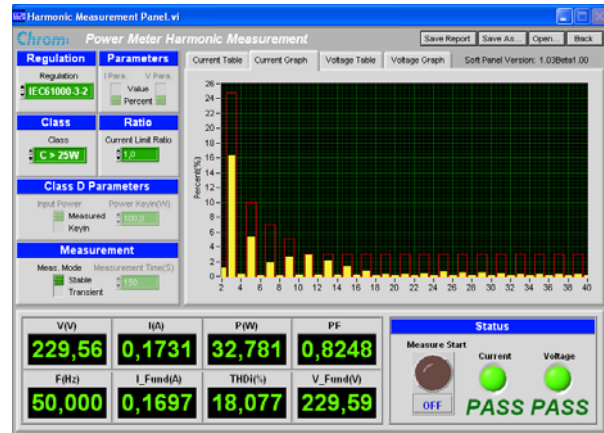 Harmonic Measurement Panel.vi
Chroma Power Meter Harmonic Measurement
Save Report Save As... Open... Back
Regulation
Regulation
IEC61000-3-2
Parameters
I Para. V Para.
Value
Percent
Class
Class
C > 25W
Ratio
Current Limit Ratio
1,0
Class D Parameters
Input Power Power Keyin(W)
Measured
Keyin
100,0
Measurement
Meas. Mode Measurement Time(S)
Stable
Transient
150
Current Table Current Graph Voltage Table Voltage Graph Soft Panel Version: 1.03Beta1.00
Percent(%)
26
24
22
20
18
16
14
12
10
8
6
4
2
0
2 4 6 8 10 12 14 16 18 20 22 24 26 28 30 32 34 36 38 40
V(V) I(A) P(W) PF
229,56 0,1731 32,781 0,8248
F(Hz) I_Fund(A) THDi(%) V_Fund(V)
50,000 0,1697 18,077 229,59
Status
Measure Start
Current Voltage
OFF
PASS PASS